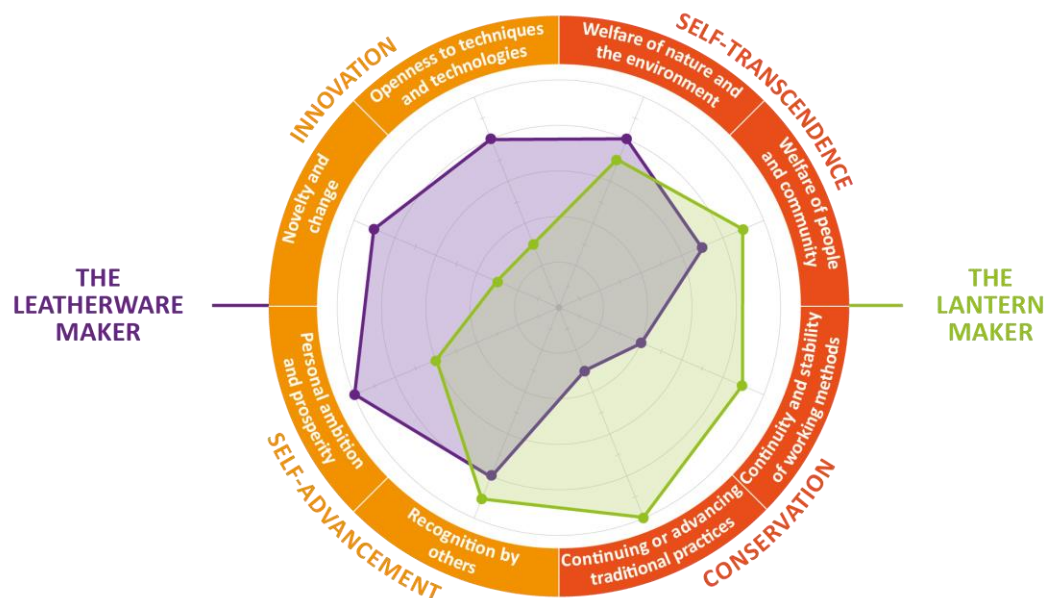 INNOVATION
Openness to techniques
and technologies
Novelty and
change
SELF-TRANSCENDENCE
Welfare of nature and
the environment
Welfare of people
and community
THE
LEATHERWARE
MAKER
THE
LANTERN
MAKER
Personal ambition
and prosperity
Recognition by
others
SELF-ADVANCEMENT
Continuity and stability
of working methods
Continuing or advancing
traditional practices
CONSERVATION